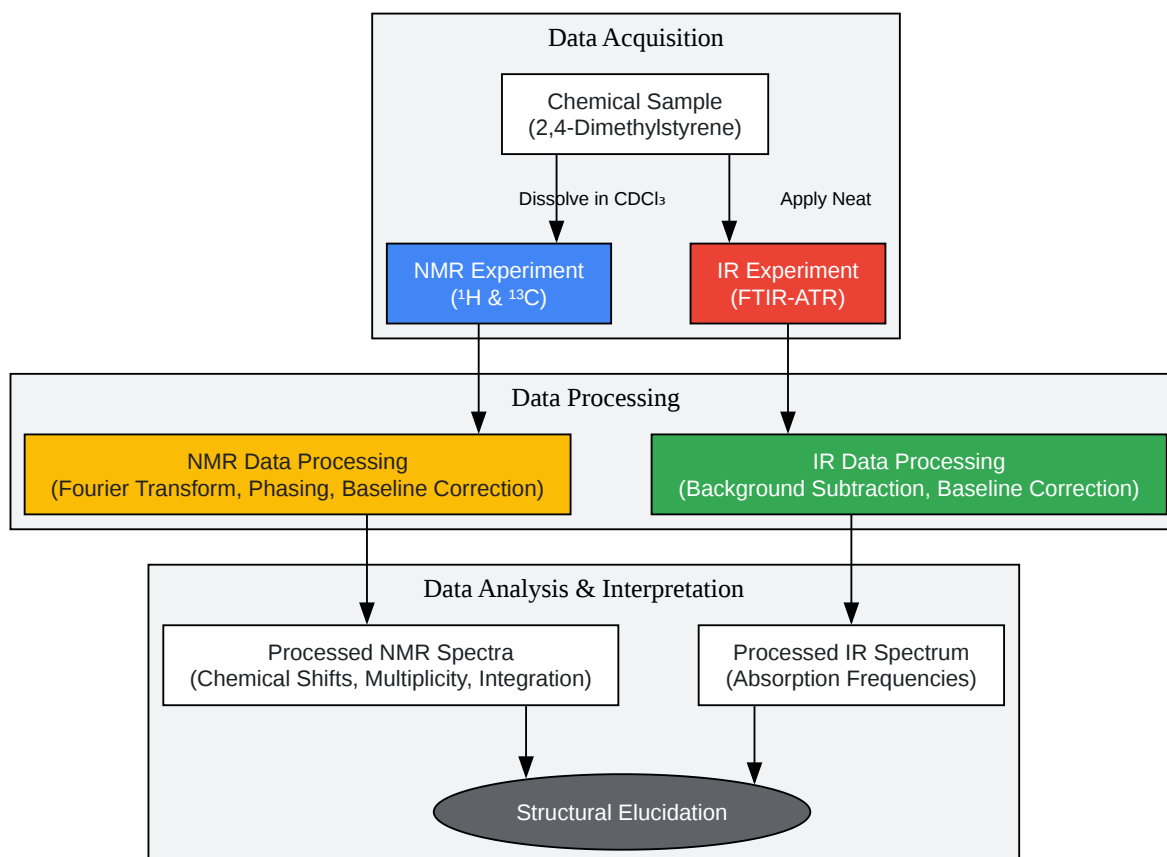 Data Acquisition
Chemical Sample
(2,4-Dimethylstyrene)
Dissolve in CDCl₃
Apply Neat
NMR Experiment
(¹H & ¹³C)
IR Experiment
(FTIR-ATR)
Data Processing
NMR Data Processing
(Fourier Transform, Phasing, Baseline Correction)
IR Data Processing
(Background Subtraction, Baseline Correction)
Data Analysis & Interpretation
Processed NMR Spectra
(Chemical Shifts, Multiplicity, Integration)
Processed IR Spectrum
(Absorption Frequencies)
Structural Elucidation